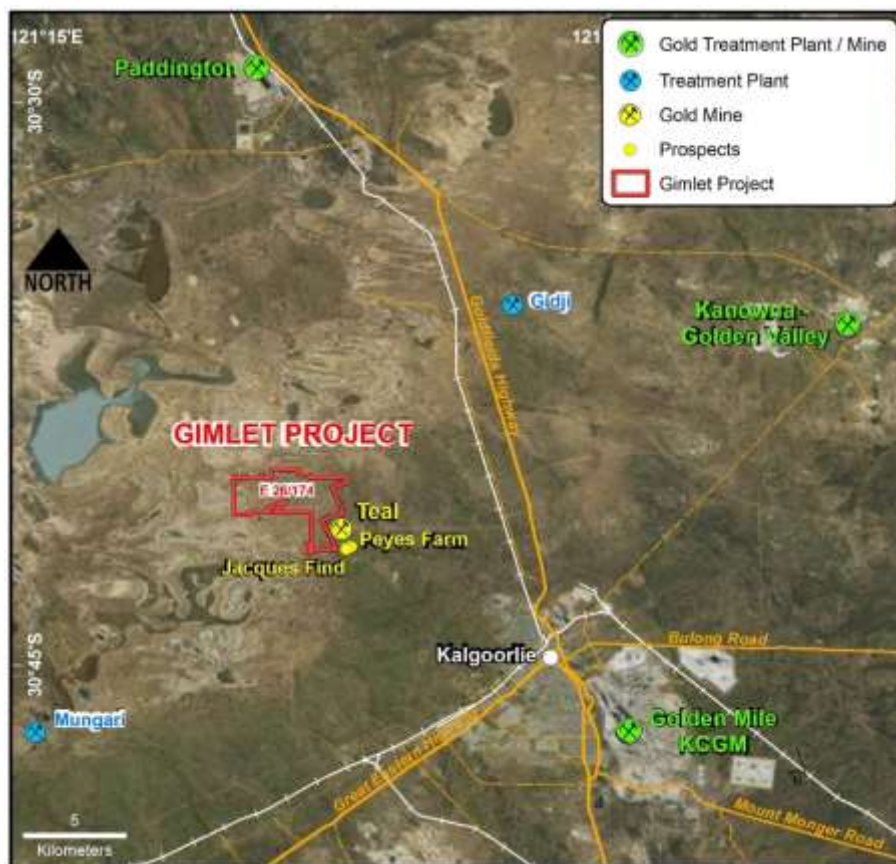 121°15'E
121°
Gold Treatment Plant / Mine
Treatment Plant
Gold Mine
Prospects
Gimlet Project
Paddington
30°30'S
NORTH
Goldfields Highway
Gidji
Kanowna -
Golden Valley
GIMLET PROJECT
E 26/174
Teal
Peyes Farm
Jacques Find
30°45'S
Kalgoorlie
Bulong Road
Mungari
Great Eastern Highway
Golden Mile
KCGM
Mount Monger Road
5
Kilometers